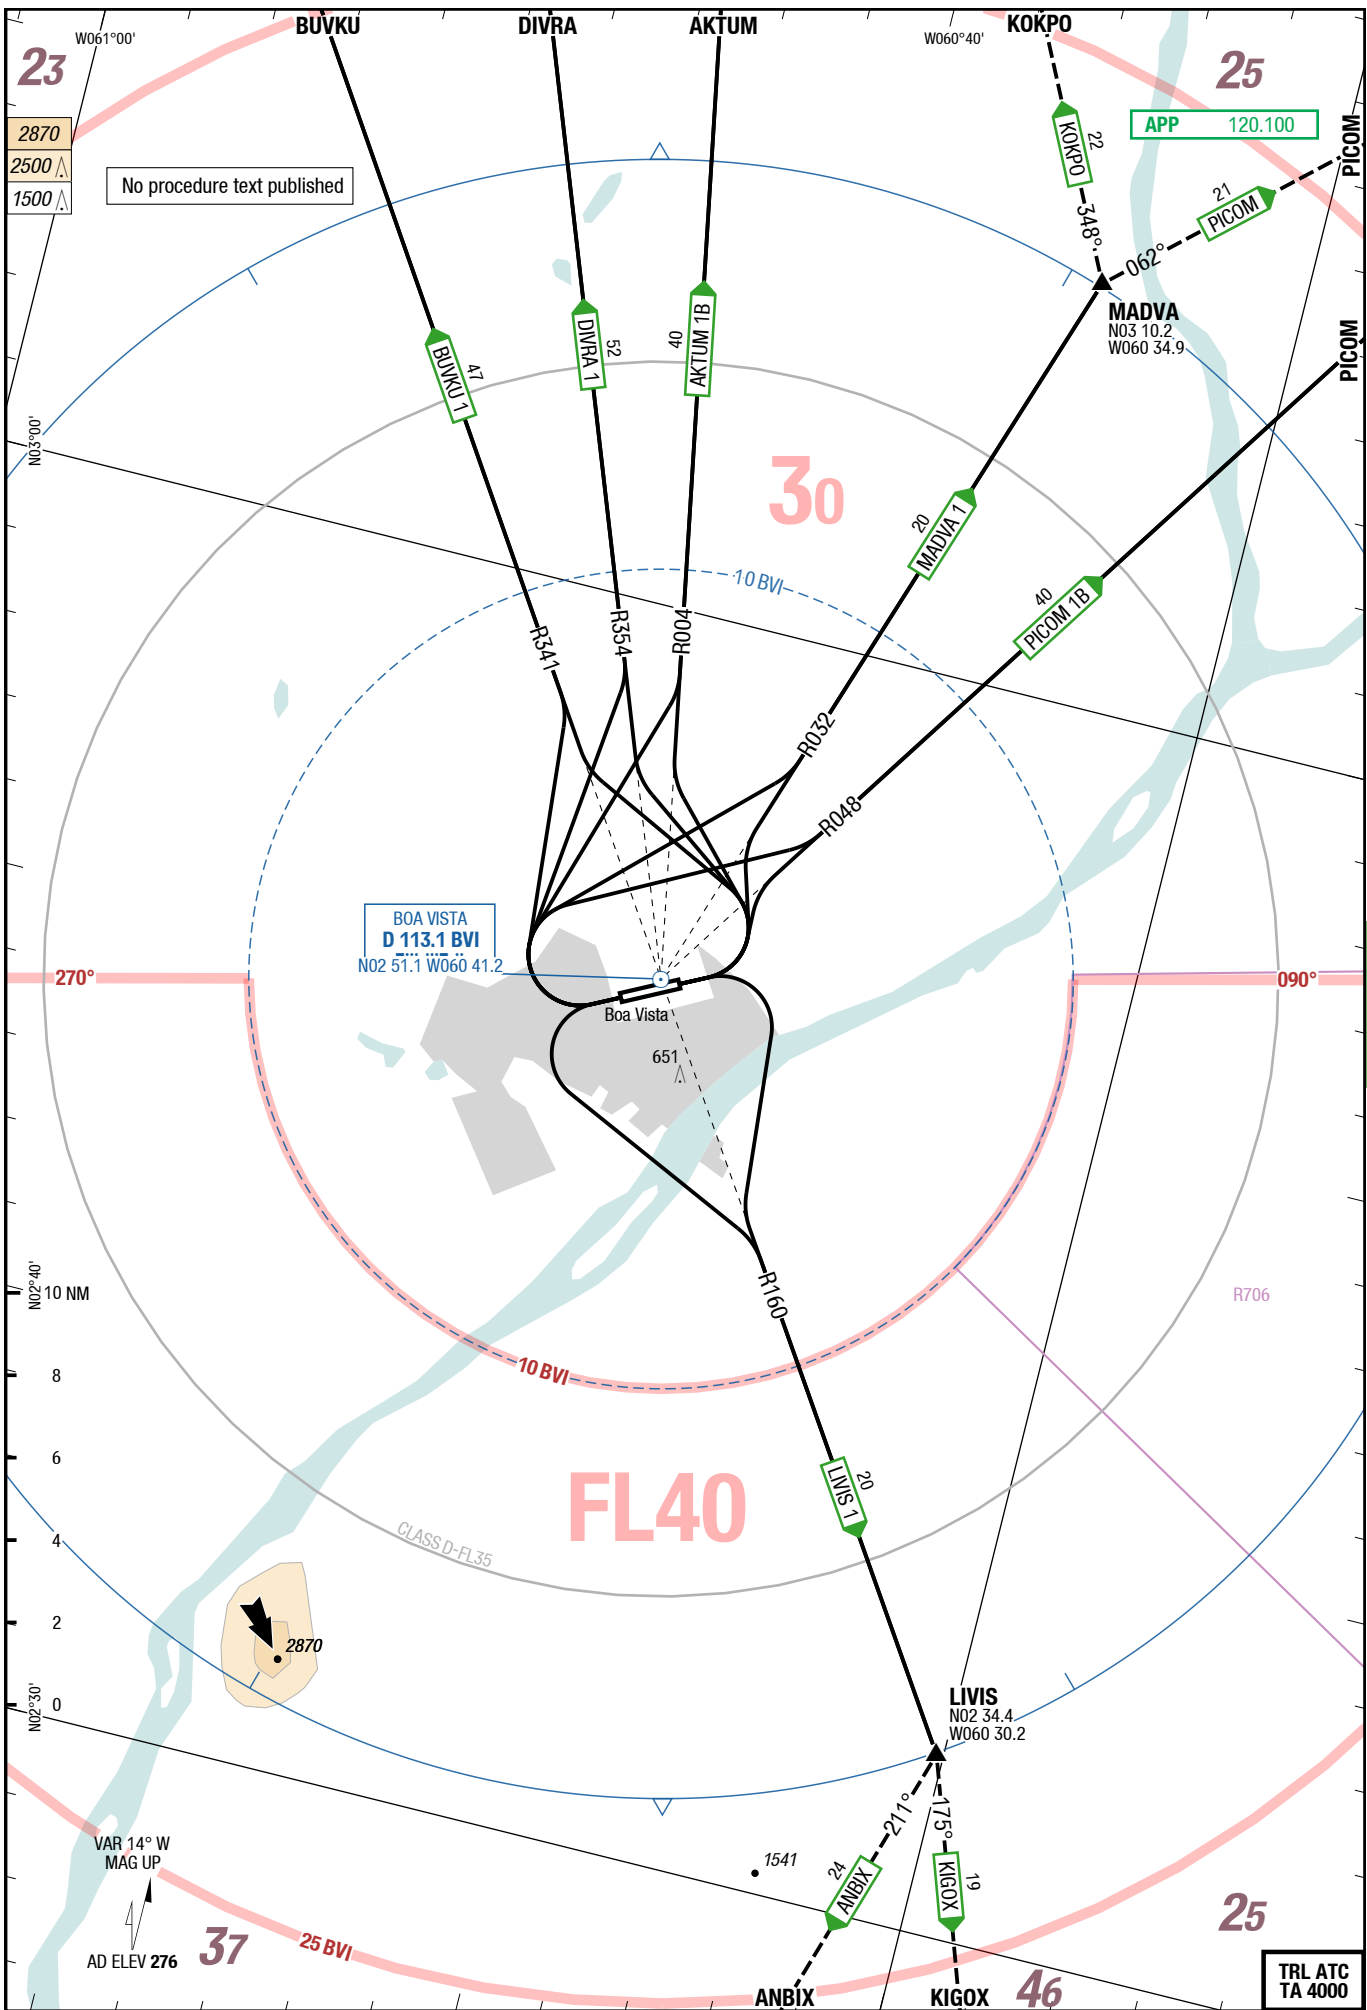 BUVKU
DIVRA
AKTUM
KOKPO
W061°00'
W060°40'
23
25
2870
2500
1500
No procedure text published
APP 120.100
PICOM
22
KOKPO
348°
21
PICOM
062°
MADVA
N03 10.2
W060 34.9
PICOM
BUVKU 1
47
DIVRA 1
52
40
AKTUM 1B
N03°00'
30
20
MADVA 1
10 BVI
40
PICOM 1B
R341
R354
R004
R032
R048
BOA VISTA
D 113.1 BVI
N02 51.1 W060 41.2
270°
090°
Boa Vista
651
R160
N02°40'
10 NM
R706
8
10 BVI
6
FL40
LIVIS 1
20
4
CLASS D-FL35
2
2870
0
N02°30'
LIVIS
N02 34.4
W060 30.2
211°
175°
VAR 14° W
MAG UP
1541
24
ANBIX
KIGOX
19
25
37
AD ELEV 276
25 BVI
46
ANBIX
KIGOX
TRL ATC
TA 4000